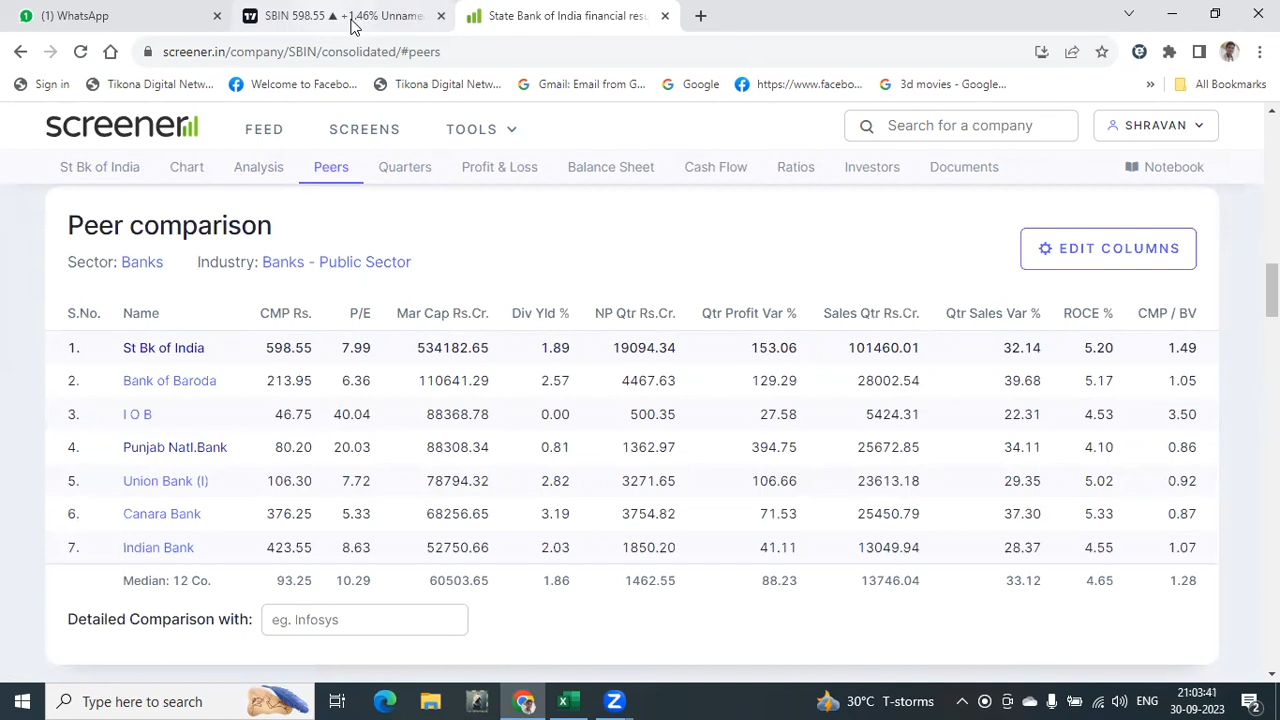 WhatsApp
SBIN 598.55 ▲ +1.46% Unname
State Bank of India financial resu
screener.in/company/SBIN/consolidated/#peers
Sign in
Tikona Digital Netw...
Welcome to Facebo...
Tikona Digital Netw...
Gmail: Email from G...
Google
https://www.facebo...
3d movies - Google...
»
All Bookmarks
screener
FEED
SCREENS
TOOLS
Search for a company
SHRAVAN
St Bk of India
Chart
Analysis
Peers
Quarters
Profit & Loss
Balance Sheet
Cash Flow
Ratios
Investors
Documents
Notebook
Peer comparison
Sector: Banks Industry: Banks - Public Sector
EDIT COLUMNS
S.No. Name CMP Rs. P/E Mar Cap Rs.Cr. Div Yld % NP Qtr Rs.Cr. Qtr Profit Var % Sales Qtr Rs.Cr. Qtr Sales Var % ROCE % CMP / BV
1. St Bk of India 598.55 7.99 534182.65 1.89 19094.34 153.06 101460.01 32.14 5.20 1.49
2. Bank of Baroda 213.95 6.36 110641.29 2.57 4467.63 129.29 28002.54 39.68 5.17 1.05
3. I O B 46.75 40.04 88368.78 0.00 500.35 27.58 5424.31 22.31 4.53 3.50
4. Punjab Natl.Bank 80.20 20.03 88308.34 0.81 1362.97 394.75 25672.85 34.11 4.10 0.86
5. Union Bank (I) 106.30 7.72 78794.32 2.82 3271.65 106.66 23613.18 29.35 5.02 0.92
6. Canara Bank 376.25 5.33 68256.65 3.19 3754.82 71.53 25450.79 37.30 5.33 0.87
7. Indian Bank 423.55 8.63 52750.66 2.03 1850.20 41.11 13049.94 28.37 4.55 1.07
Median: 12 Co. 93.25 10.29 60503.65 1.86 1462.55 88.23 13746.04 33.12 4.65 1.28
Detailed Comparison with: eg. Infosys
Type here to search
30°C T-storms
ENG
21:03:41
30-09-2023
2